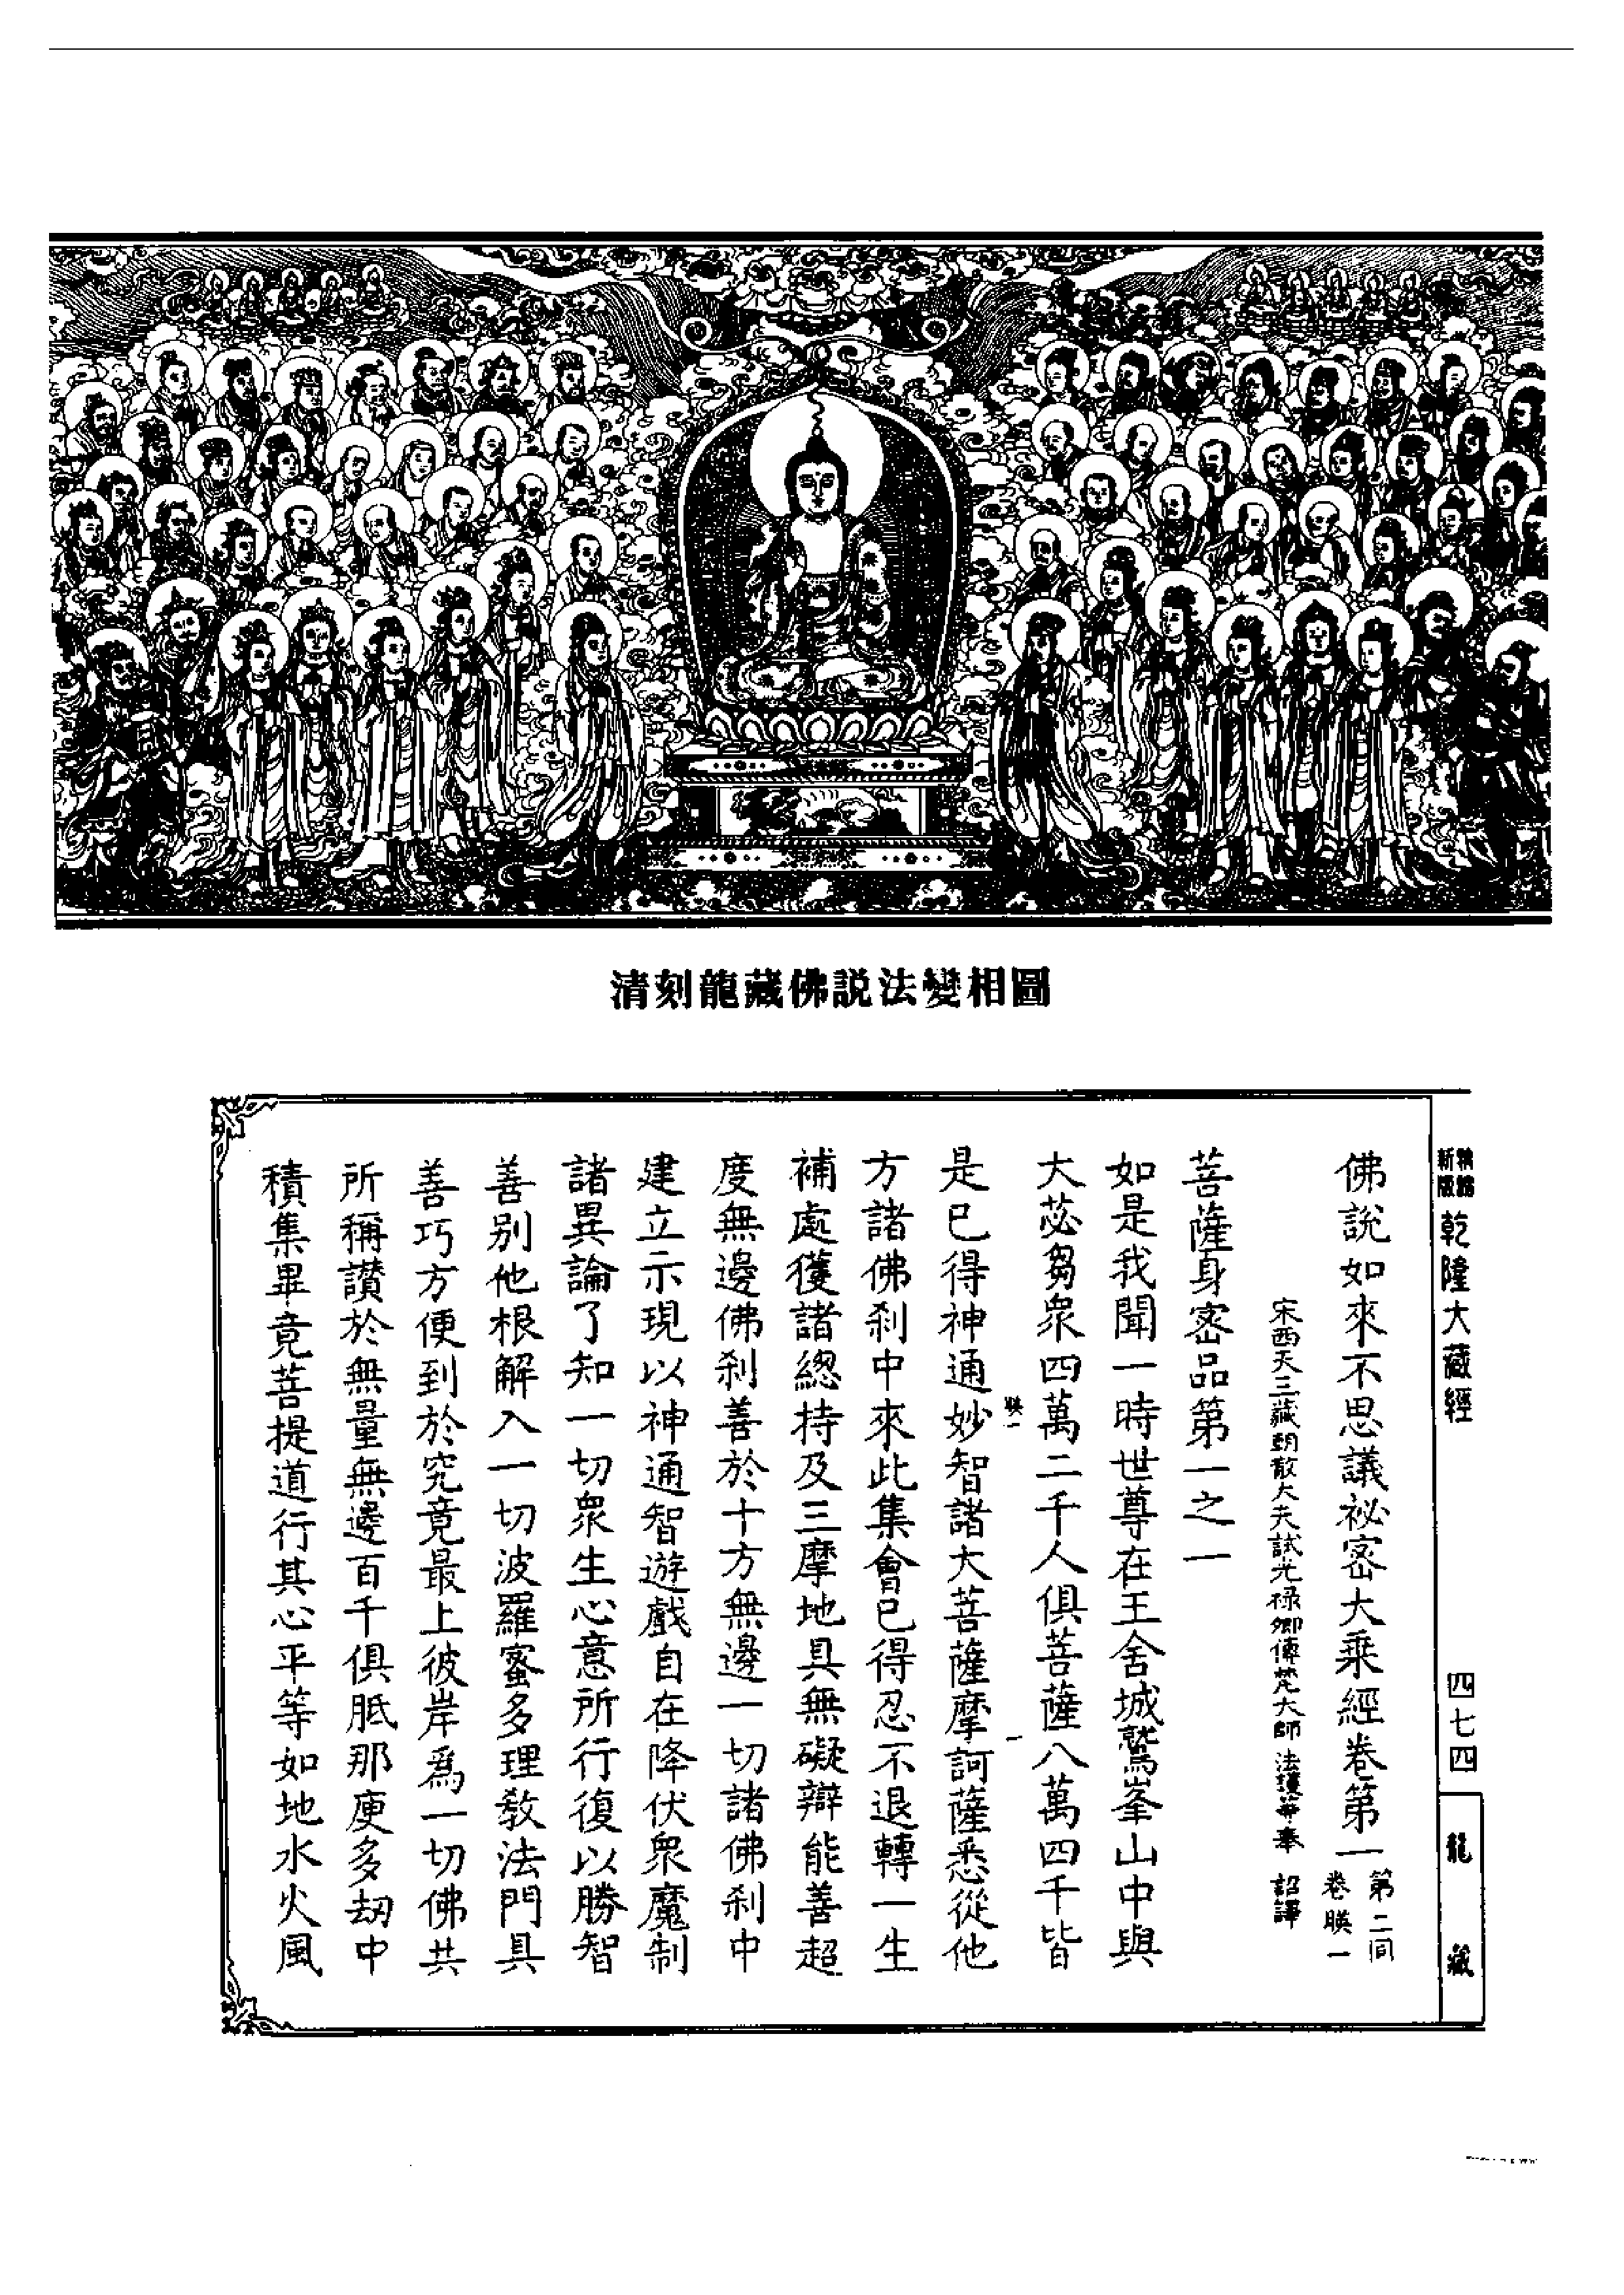 清刻龍藏佛説法變相圖
新版
乾隆大藏經
四七四
龍藏
佛說如來不思議祕密大乘經卷第一
第二同
卷暎一
宋西天三藏朝散大夫試光祿卿傳梵大師法護等奉 詔譯
菩薩身密品第一之一
如是我聞一時世尊在王舍城鷲峯山中與
大苾芻眾四萬二千人俱菩薩八萬四千皆
一
是已得神通妙智諸大菩薩摩訶薩悉從他
方諸佛刹中來此集會已得忍不退轉一生
補處獲諸總持及三摩地具無礙辯能善超
度無邊佛刹善於十方無邊一切諸佛刹中
建立示現以神通智遊戲自在降伏眾魔制
諸異論了知一切眾生心意所行復以勝智
善別他根解入一切波羅蜜多理教法門具
善巧方便到於究竟最上彼岸爲一切佛共
所稱讚於無量無邊百千俱胝那庾多劫中
積集畢竟菩提道行其心平等如地水火風